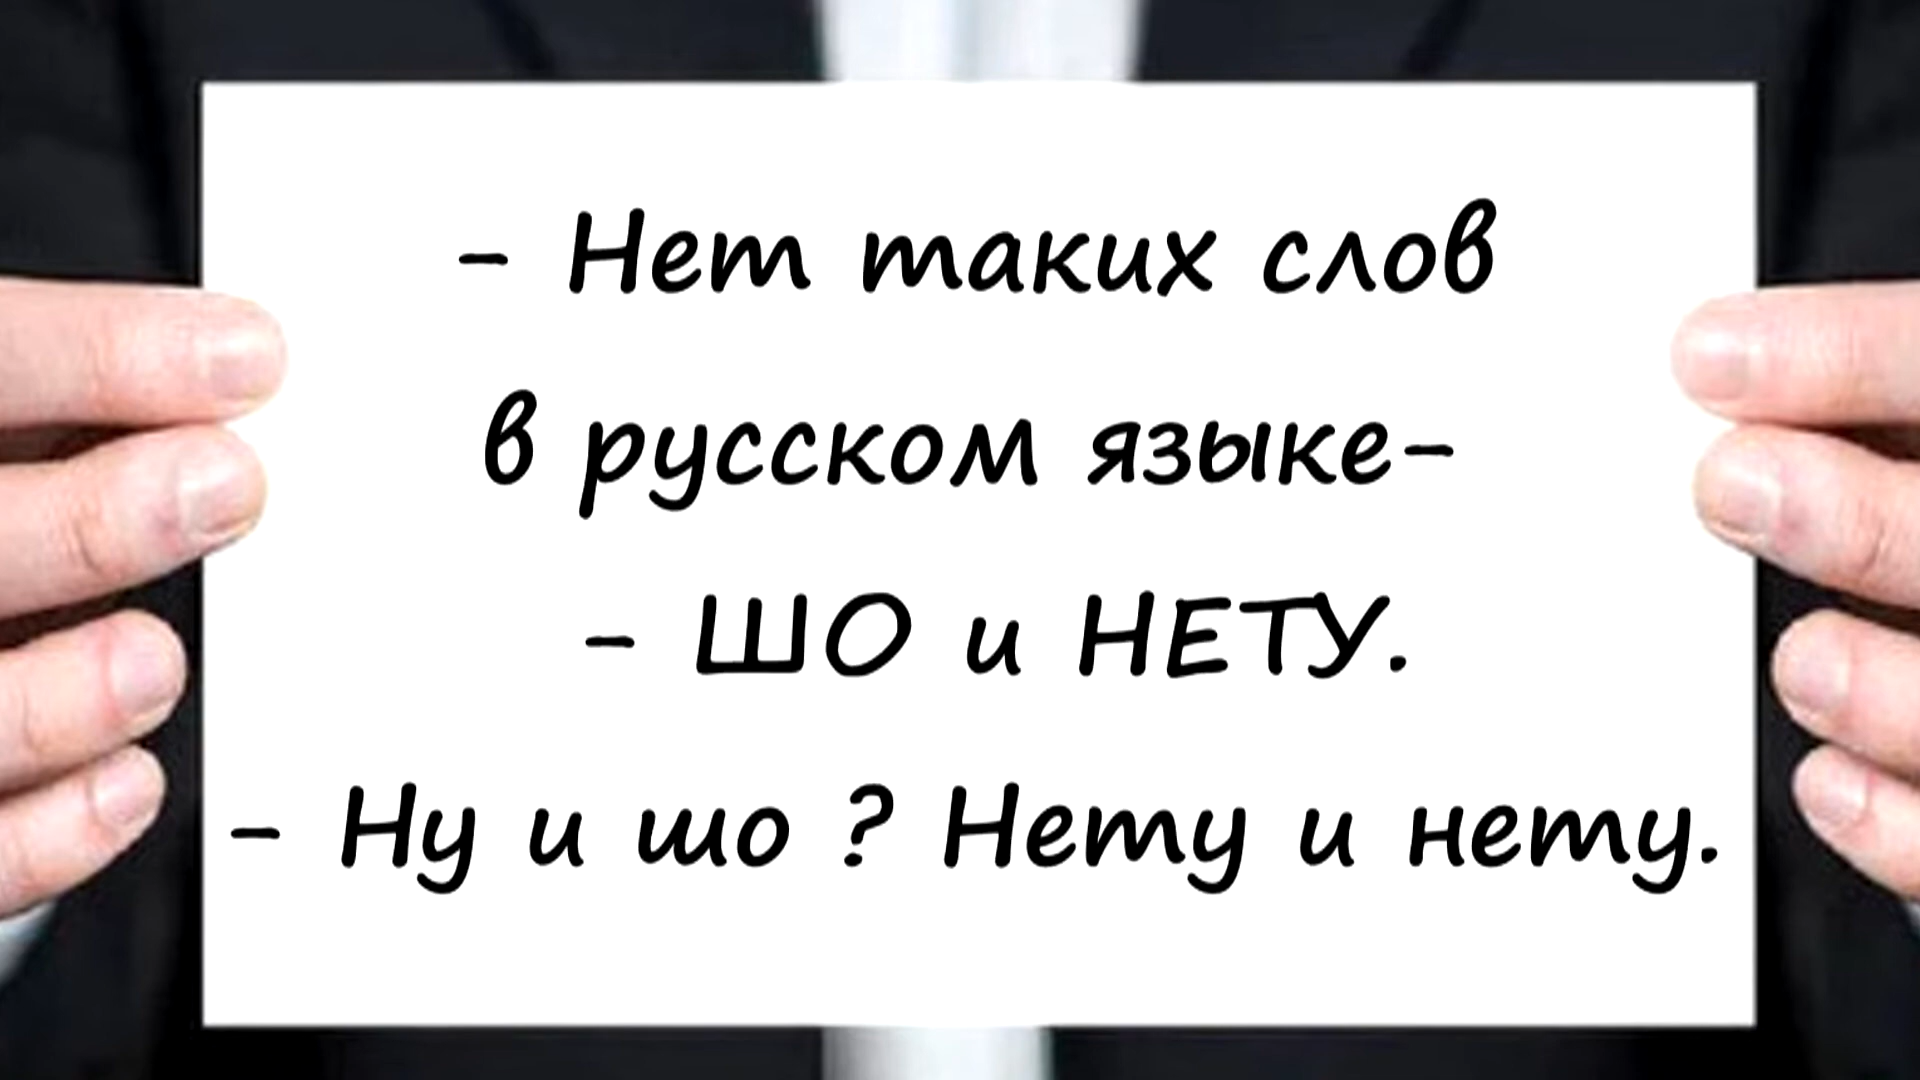 - Нет таких слов
в русском языке-
- ШО и НЕТУ.
- Ну и шо ? Нету и нету.